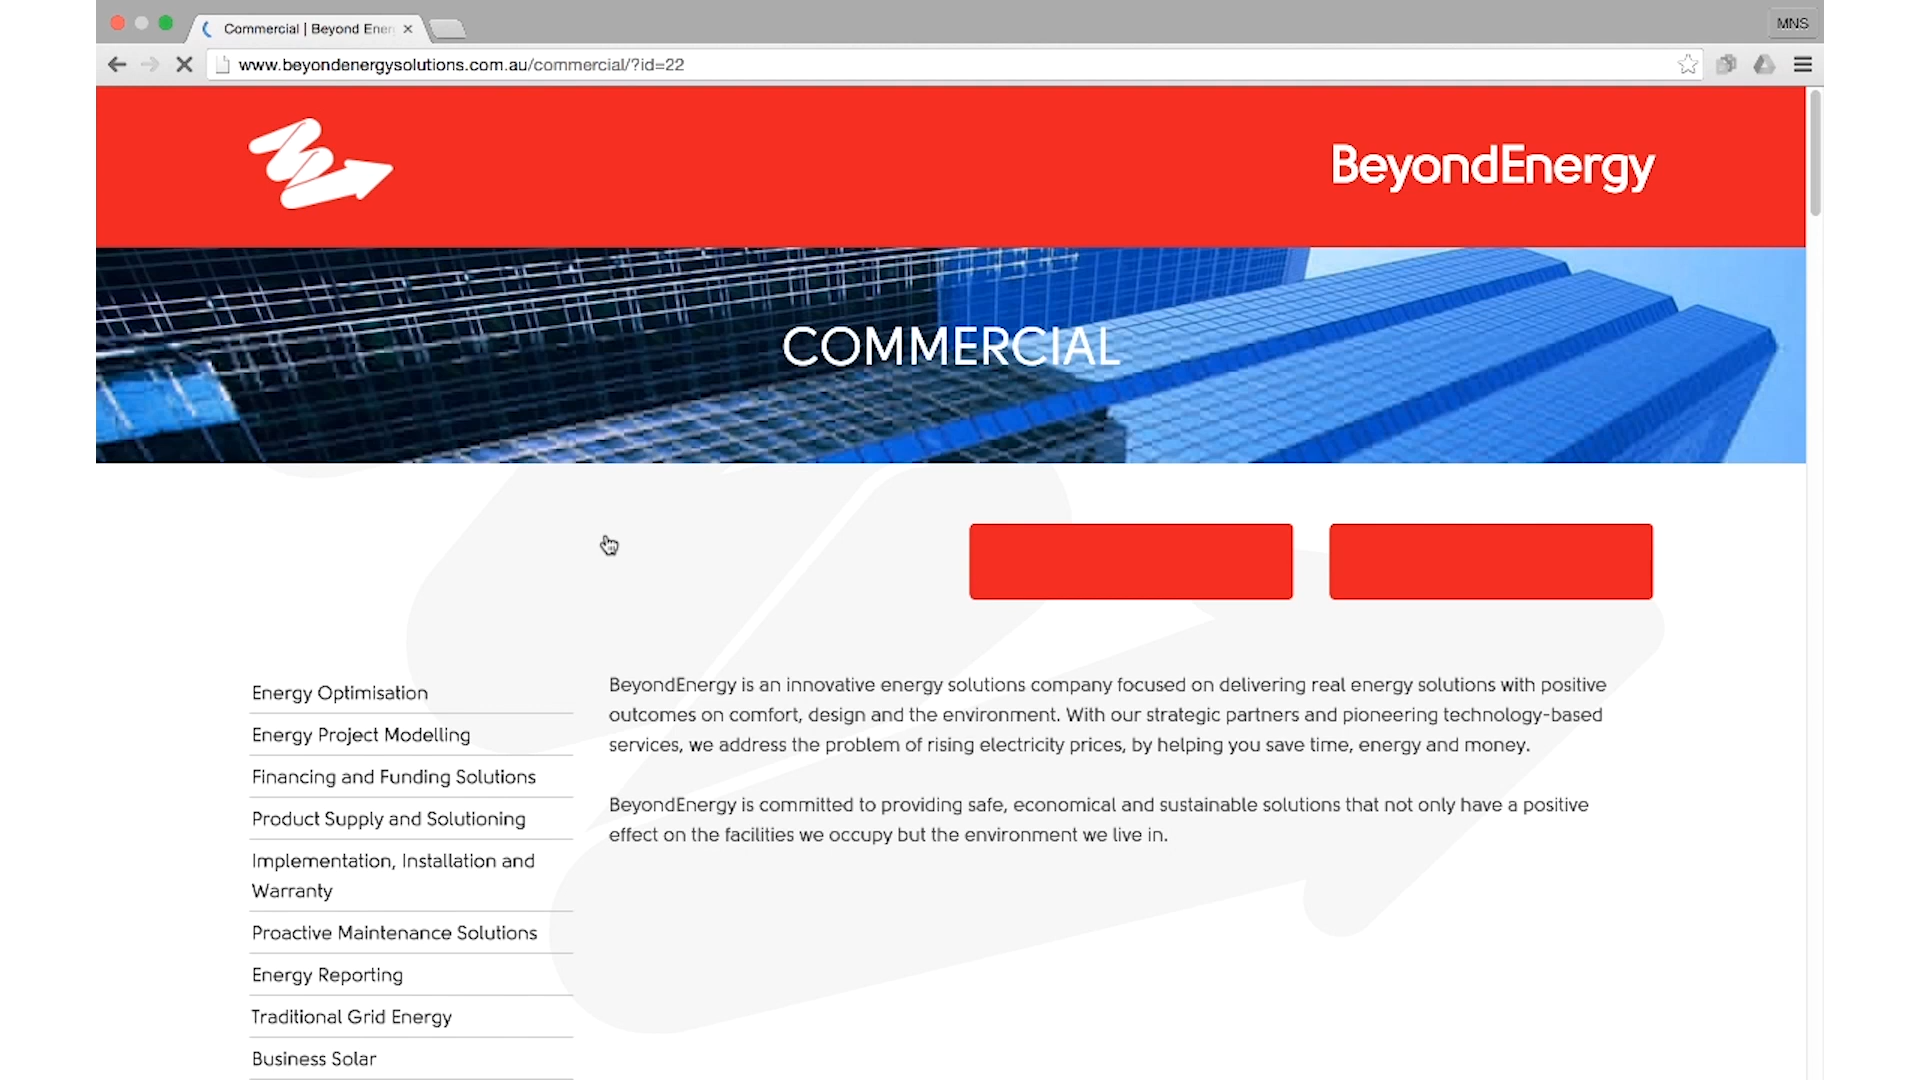 Commercial | Beyond Ener
MNS
www.beyondenergysolutions.com.au/commercial/?id=22
BeyondEnergy
COMMERCIAL
Energy Optimisation
Energy Project Modelling
Financing and Funding Solutions
Product Supply and Solutioning
Implementation, Installation and
Warranty
Proactive Maintenance Solutions
Energy Reporting
Traditional Grid Energy
Business Solar
BeyondEnergy is an innovative energy solutions company focused on delivering real energy solutions with positive
outcomes on comfort, design and the environment. With our strategic partners and pioneering technology-based
services, we address the problem of rising electricity prices, by helping you save time, energy and money.
BeyondEnergy is committed to providing safe, economical and sustainable solutions that not only have a positive
effect on the facilities we occupy but the environment we live in.